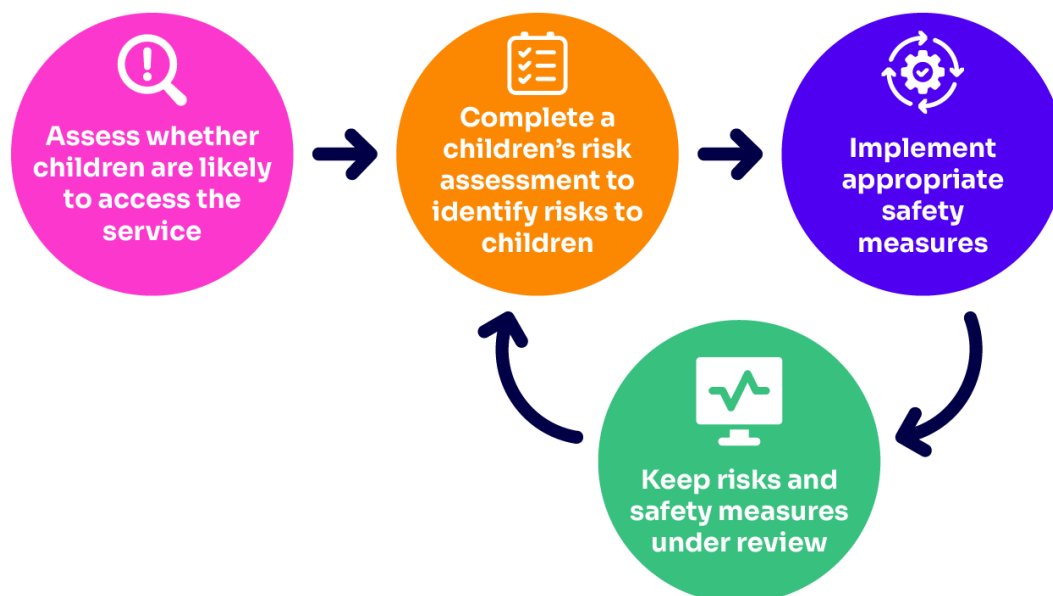 Assess whether
children are likely
to access the
service
Complete a
children's risk
assessment to
identify risks to
children
Implement
appropriate
safety
measures
Keep risks and
safety measures
under review